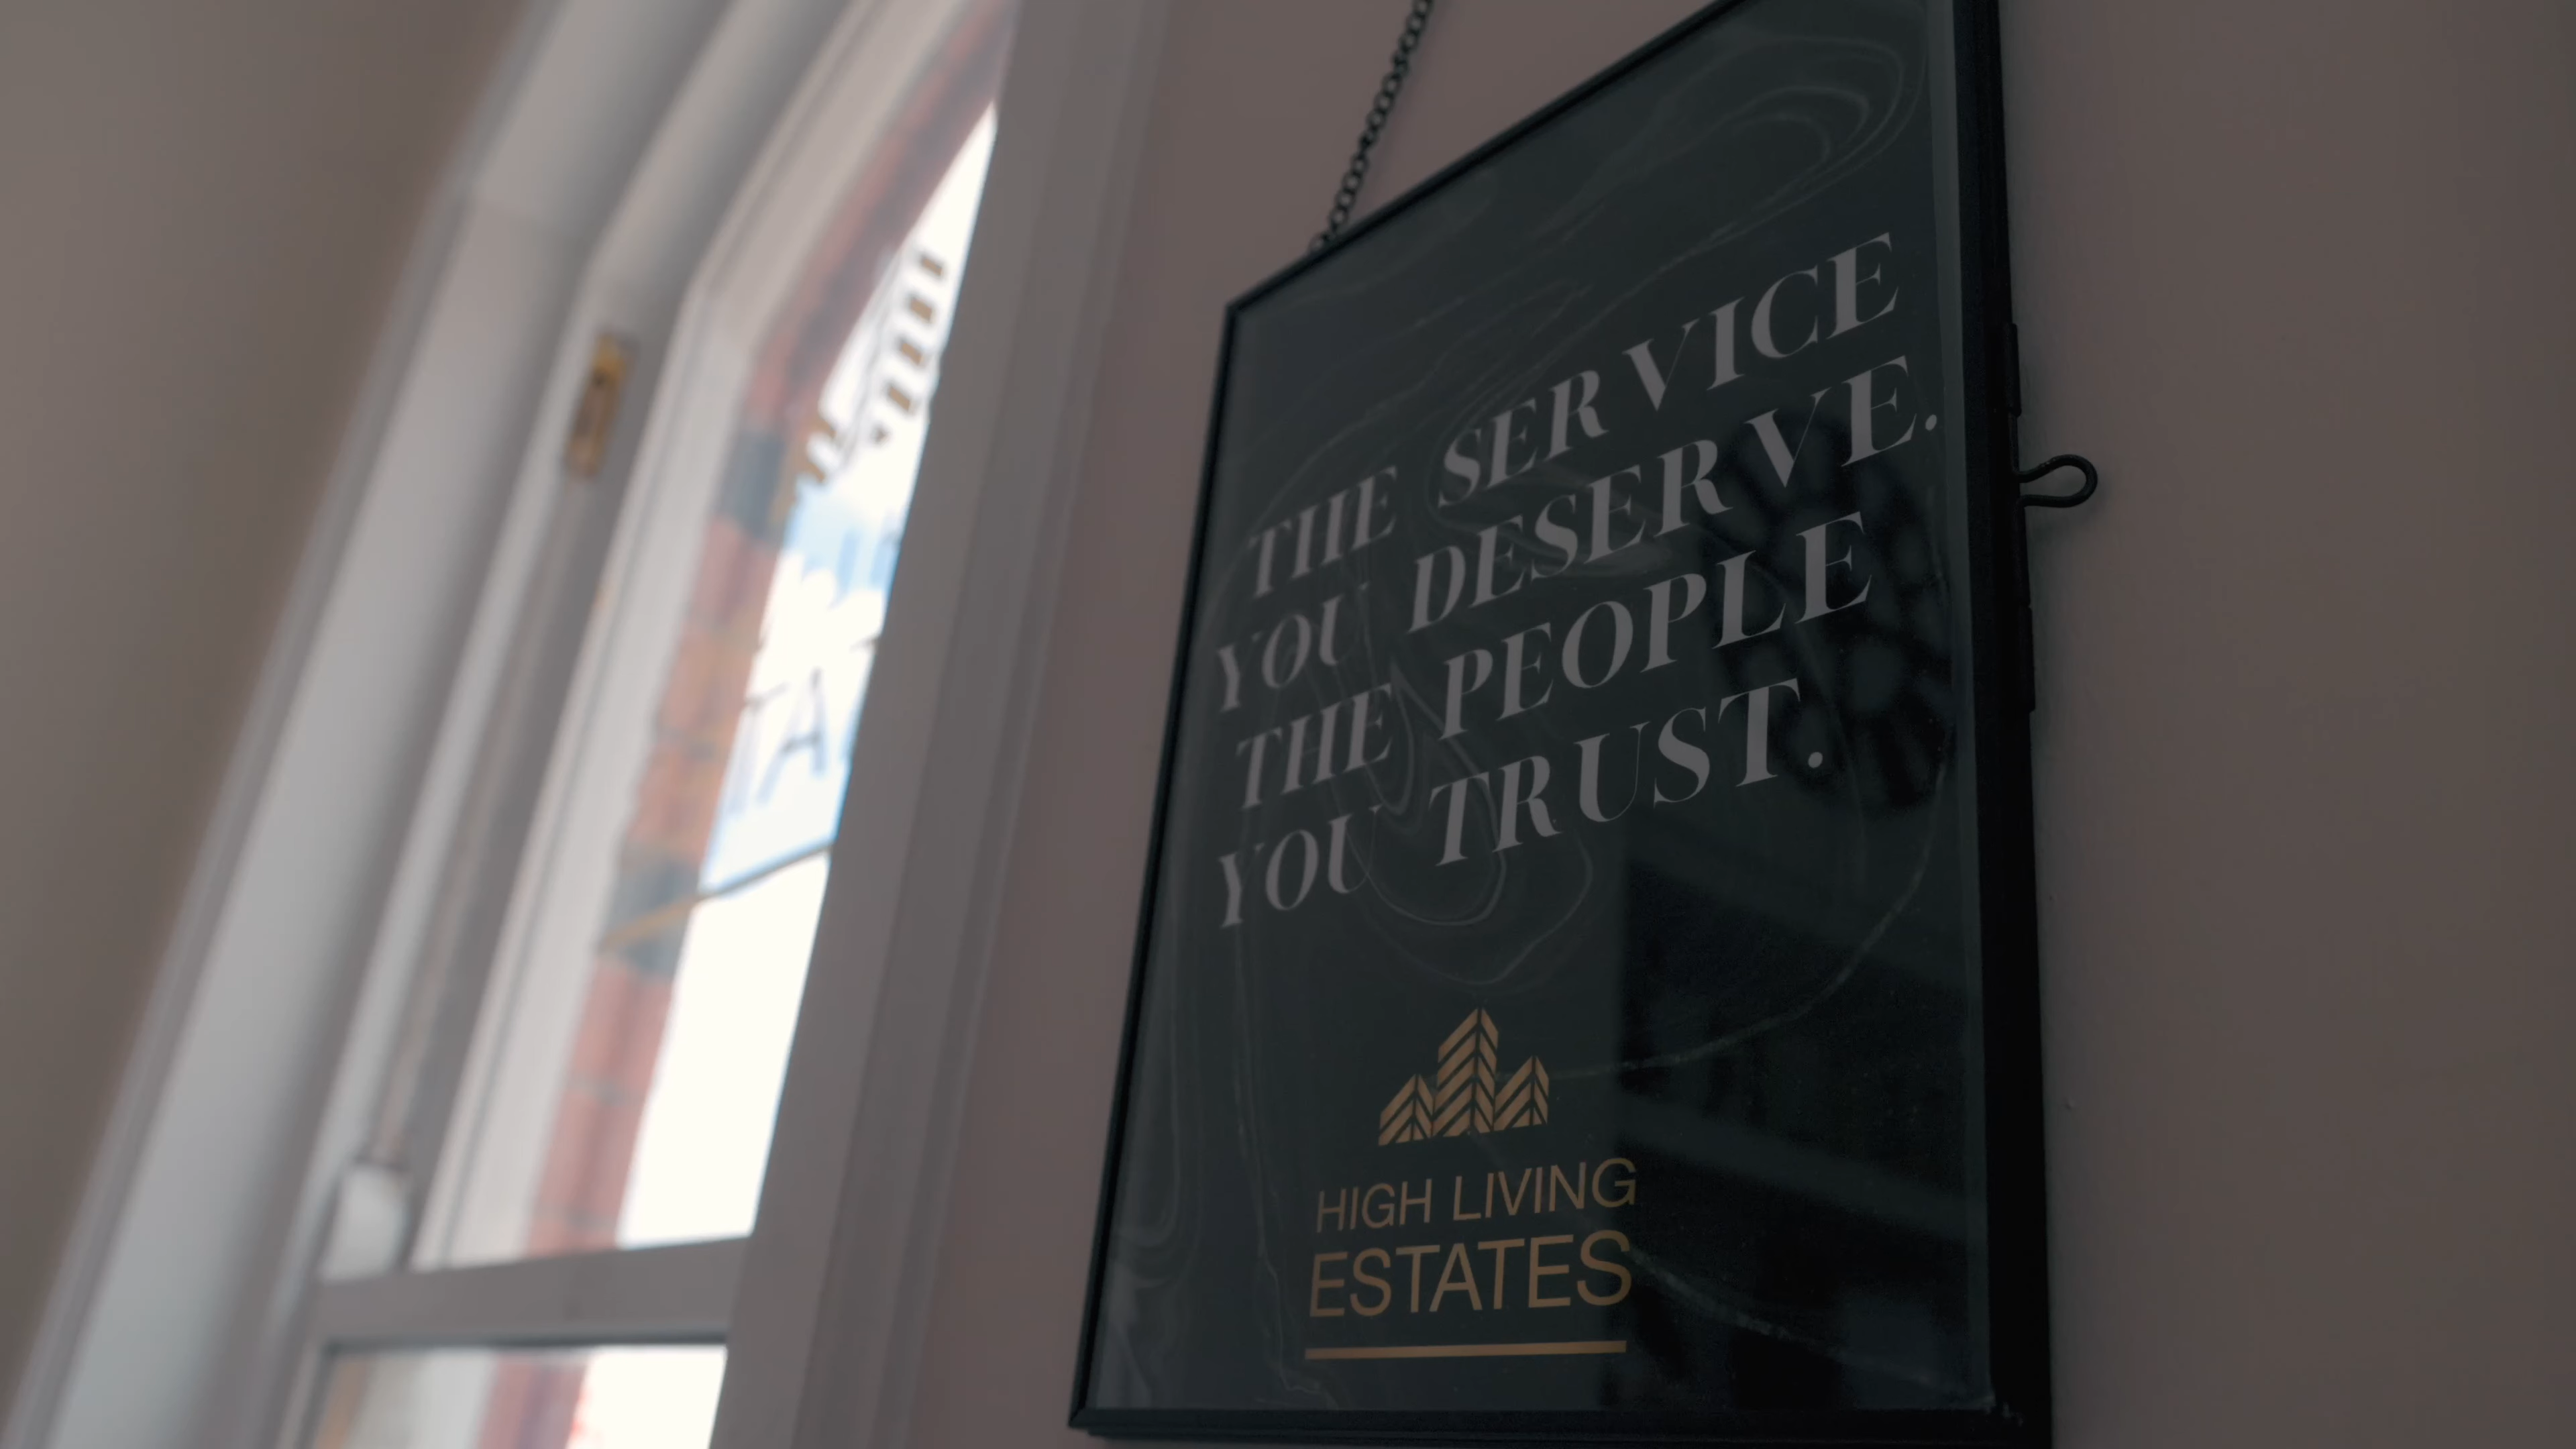 THE SERVICE
YOU DESERVE.
THE PEOPLE
YOU TRUST.
HIGH LIVING
ESTATES